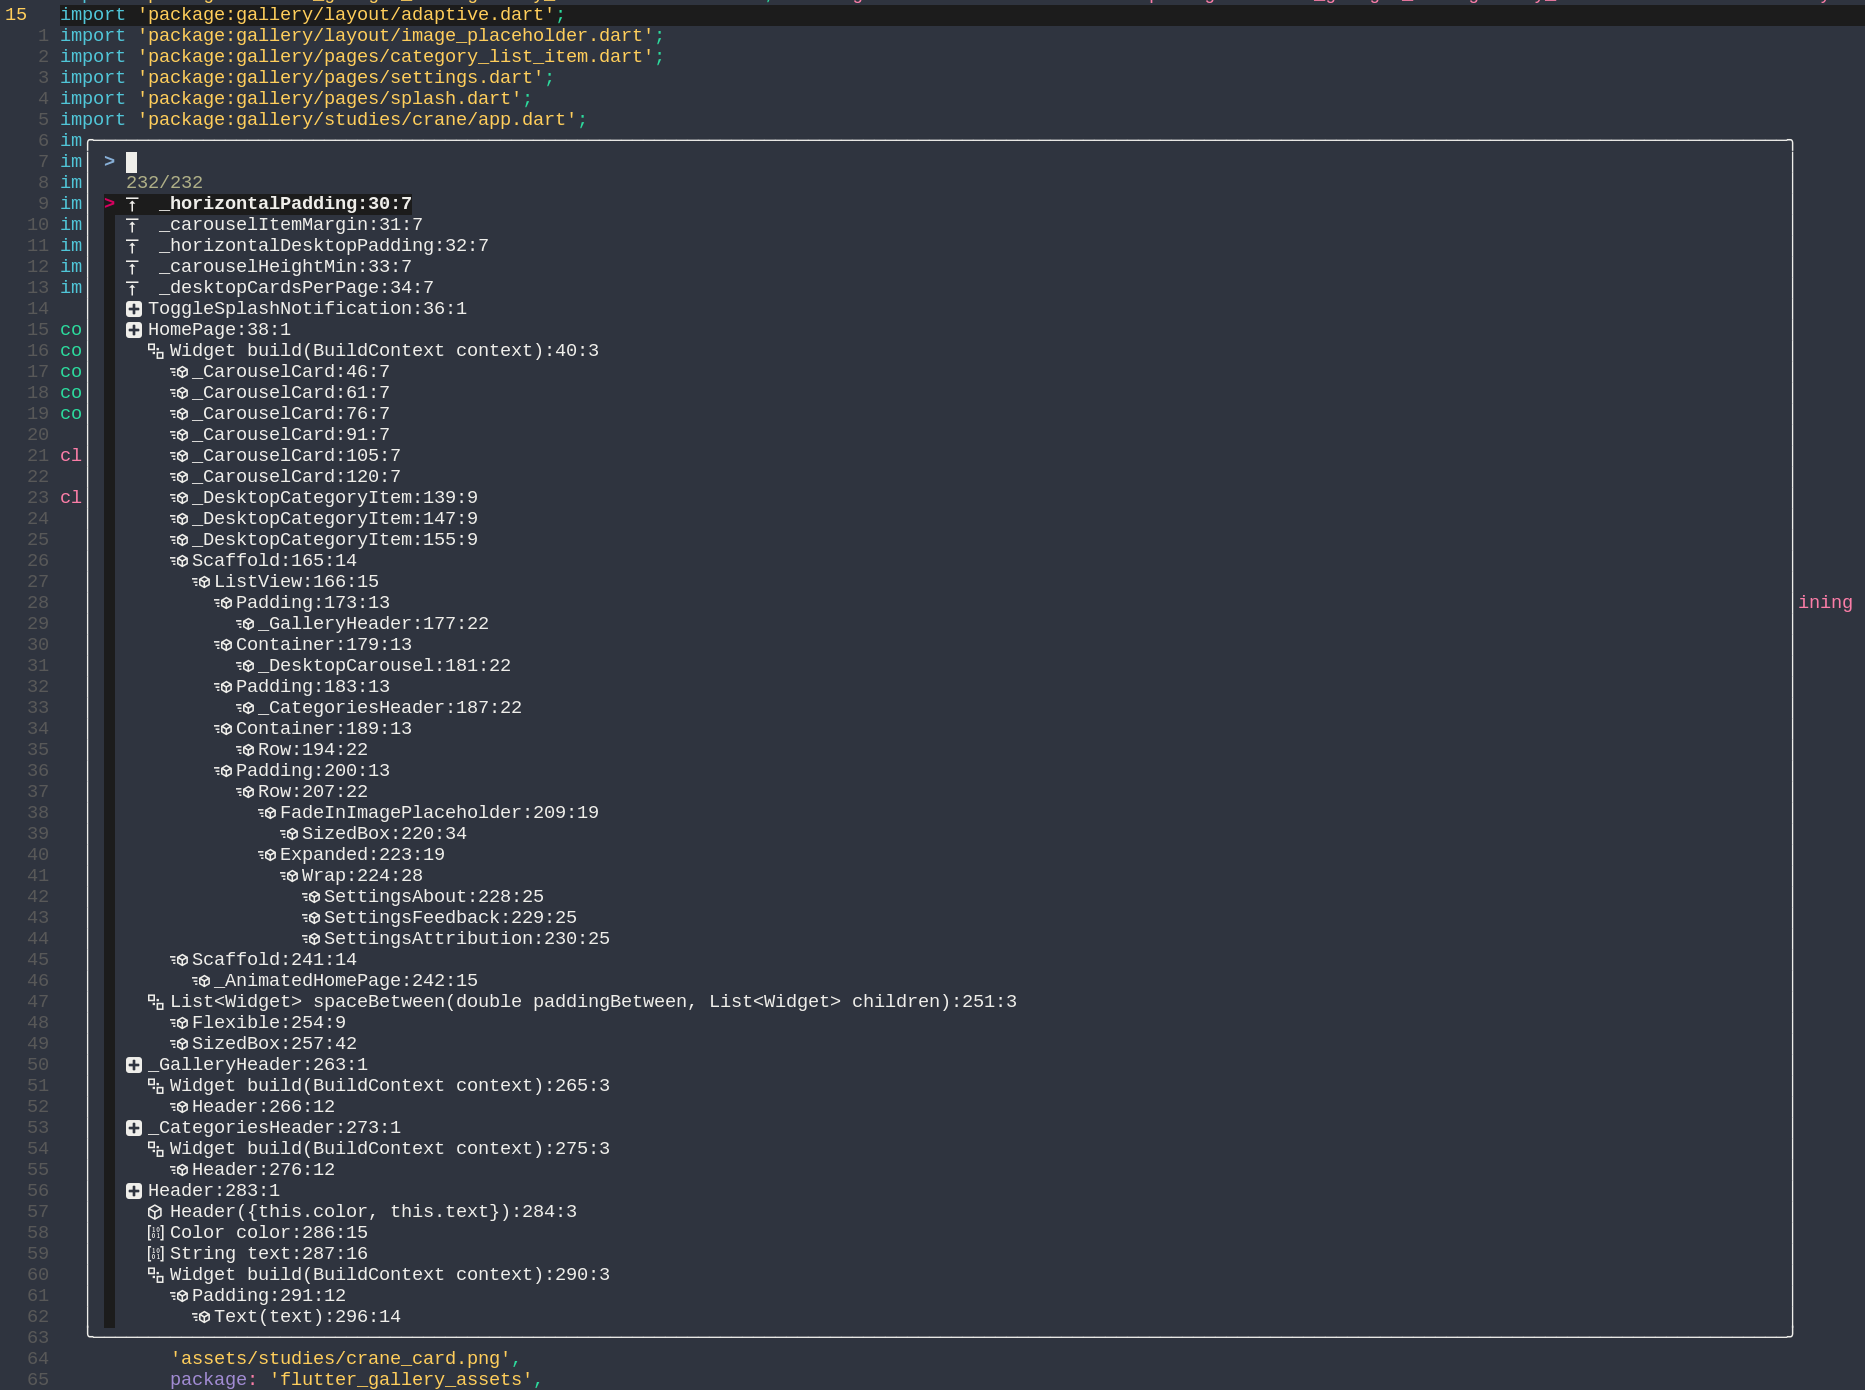 15 import 'package:gallery/layout/adaptive.dart';
1 import 'package:gallery/layout/image_placeholder.dart';
2 import 'package:gallery/pages/category_list_item.dart';
3 import 'package:gallery/pages/settings.dart';
4 import 'package:gallery/pages/splash.dart';
5 import 'package:gallery/studies/crane/app.dart';
6 im
7 im >
8 im 232/232
9 im > _horizontalPadding:30:7
10 im _carouselItemMargin:31:7
11 im _horizontalDesktopPadding:32:7
12 im _carouselHeightMin:33:7
13 im _desktopCardsPerPage:34:7
14 ToggleSplashNotification:36:1
15 co HomePage:38:1
16 co Widget build(BuildContext context):40:3
17 co _CarouselCard:46:7
18 co _CarouselCard:61:7
19 co _CarouselCard:76:7
20 _CarouselCard:91:7
21 cl _CarouselCard:105:7
22 _CarouselCard:120:7
23 cl _DesktopCategoryItem:139:9
24 _DesktopCategoryItem:147:9
25 _DesktopCategoryItem:155:9
26 Scaffold:165:14
27 ListView:166:15
28 Padding:173:13 ining
29 _GalleryHeader:177:22
30 Container:179:13
31 _DesktopCarousel:181:22
32 Padding:183:13
33 _CategoriesHeader:187:22
34 Container:189:13
35 Row:194:22
36 Padding:200:13
37 Row:207:22
38 FadeInImagePlaceholder:209:19
39 SizedBox:220:34
40 Expanded:223:19
41 Wrap:224:28
42 SettingsAbout:228:25
43 SettingsFeedback:229:25
44 SettingsAttribution:230:25
45 Scaffold:241:14
46 _AnimatedHomePage:242:15
47 List<Widget> spaceBetween(double paddingBetween, List<Widget> children):251:3
48 Flexible:254:9
49 SizedBox:257:42
50 _GalleryHeader:263:1
51 Widget build(BuildContext context):265:3
52 Header:266:12
53 _CategoriesHeader:273:1
54 Widget build(BuildContext context):275:3
55 Header:276:12
56 Header:283:1
57 Header({this.color, this.text}):284:3
58 Color color:286:15
59 String text:287:16
60 Widget build(BuildContext context):290:3
61 Padding:291:12
62 Text(text):296:14
63
64 'assets/studies/crane_card.png',
65 package: 'flutter_gallery_assets',